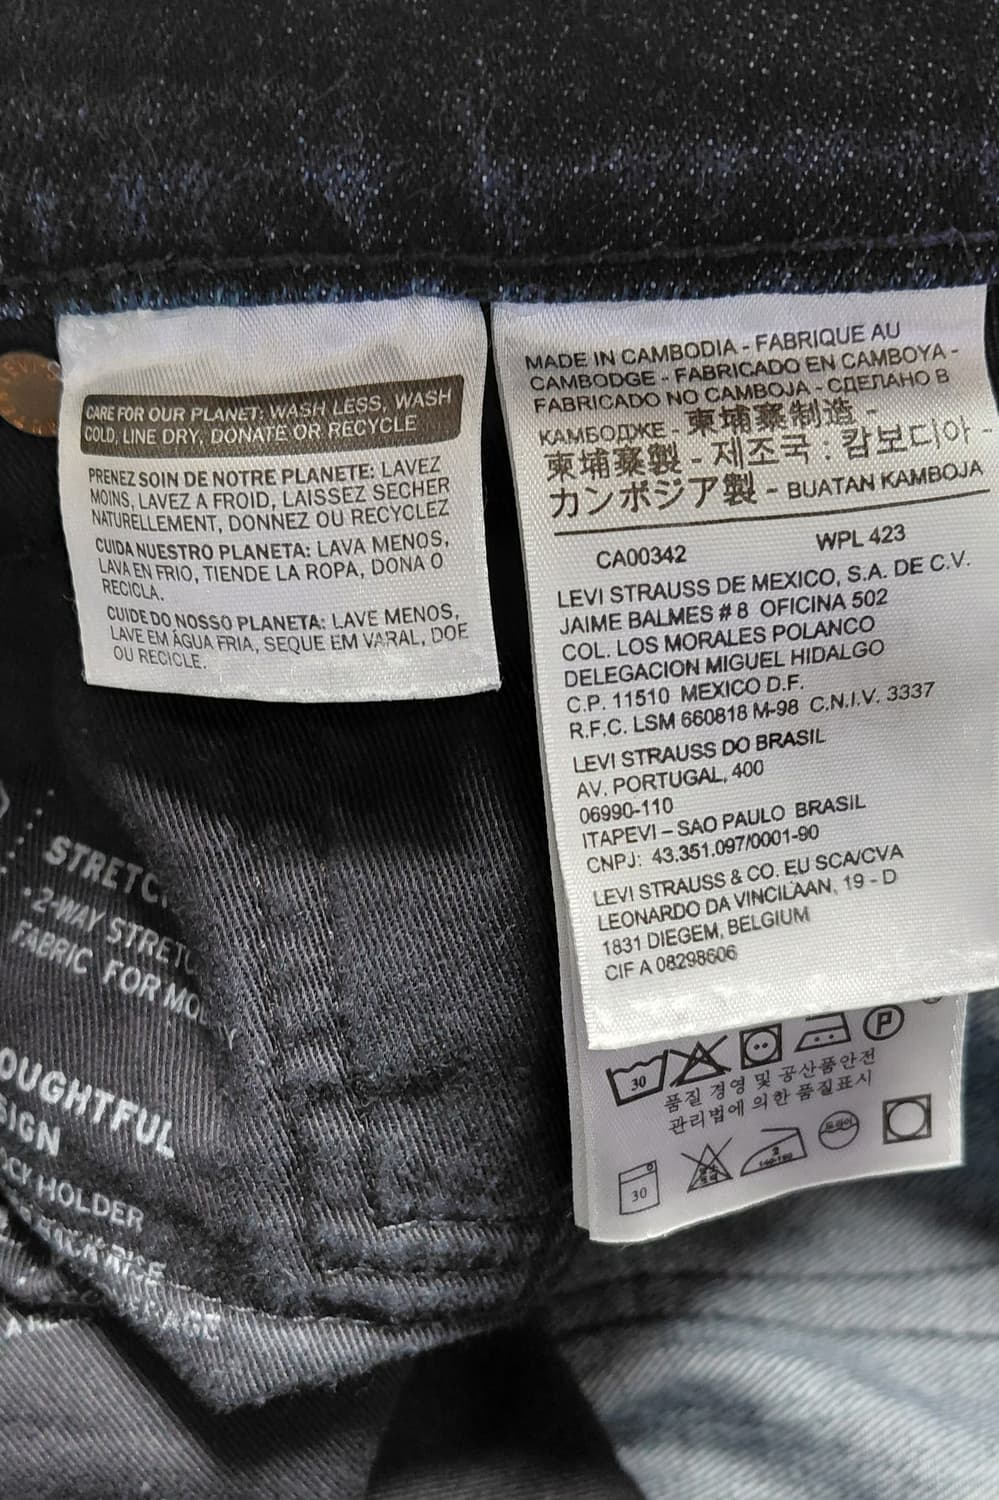 CARE FOR OUR PLANET: WASH LESS, WASH
COLD, LINE DRY, DONATE OR RECYCLE
PRENEZ SOIN DE NOTRE PLANETE: LAVEZ
MOINS, LAVEZ A FROID, LAISSEZ SECHER
NATURELLEMENT, DONNEZ OU RECYCLEZ
CUIDA NUESTRO PLANETA: LAVA MENOS,
LAVA EN FRIO, TIENDE LA ROPA, DONA O
RECICLA.
CUIDE DO NOSSO PLANETA: LAVE MENOS,
LAVE EM ÁGUA FRIA, SEQUE EM VARAL, DOE
OU RECICLE.
MADE IN CAMBODIA - FABRIQUE AU
CAMBODGE - FABRICADO EN CAMBOYA -
FABRICADO NO CAMBOJA - СДЕЛАНО В
КАМБОДЖЕ - 柬埔寨制造 -
柬埔寨製 - 제조국 : 캄보디아 -
カンボジア製 - BUATAN KAMBOJA
CA00342 WPL 423
LEVI STRAUSS DE MEXICO, S.A. DE C.V.
JAIME BALMES # 8 OFICINA 502
COL. LOS MORALES POLANCO
DELEGACION MIGUEL HIDALGO
C.P. 11510 MEXICO D.F.
R.F.C. LSM 660818 M-98 C.N.I.V. 3337
LEVI STRAUSS DO BRASIL
AV. PORTUGAL, 400
06990-110
ITAPEVI – SAO PAULO BRASIL
CNPJ: 43.351.097/0001-90
LEVI STRAUSS & CO. EU SCA/CVA
LEONARDO DA VINCILAAN, 19 - D
1831 DIEGEM, BELGIUM
CIF A 08298606
30 P
품질 경영 및 공산품안전
관리법에 의한 품질표시
30
2
140-160
드라이
STRETC
2-WAY STRETC
FABRIC FOR MO
OUGHTFUL
SIGN
HOLDER